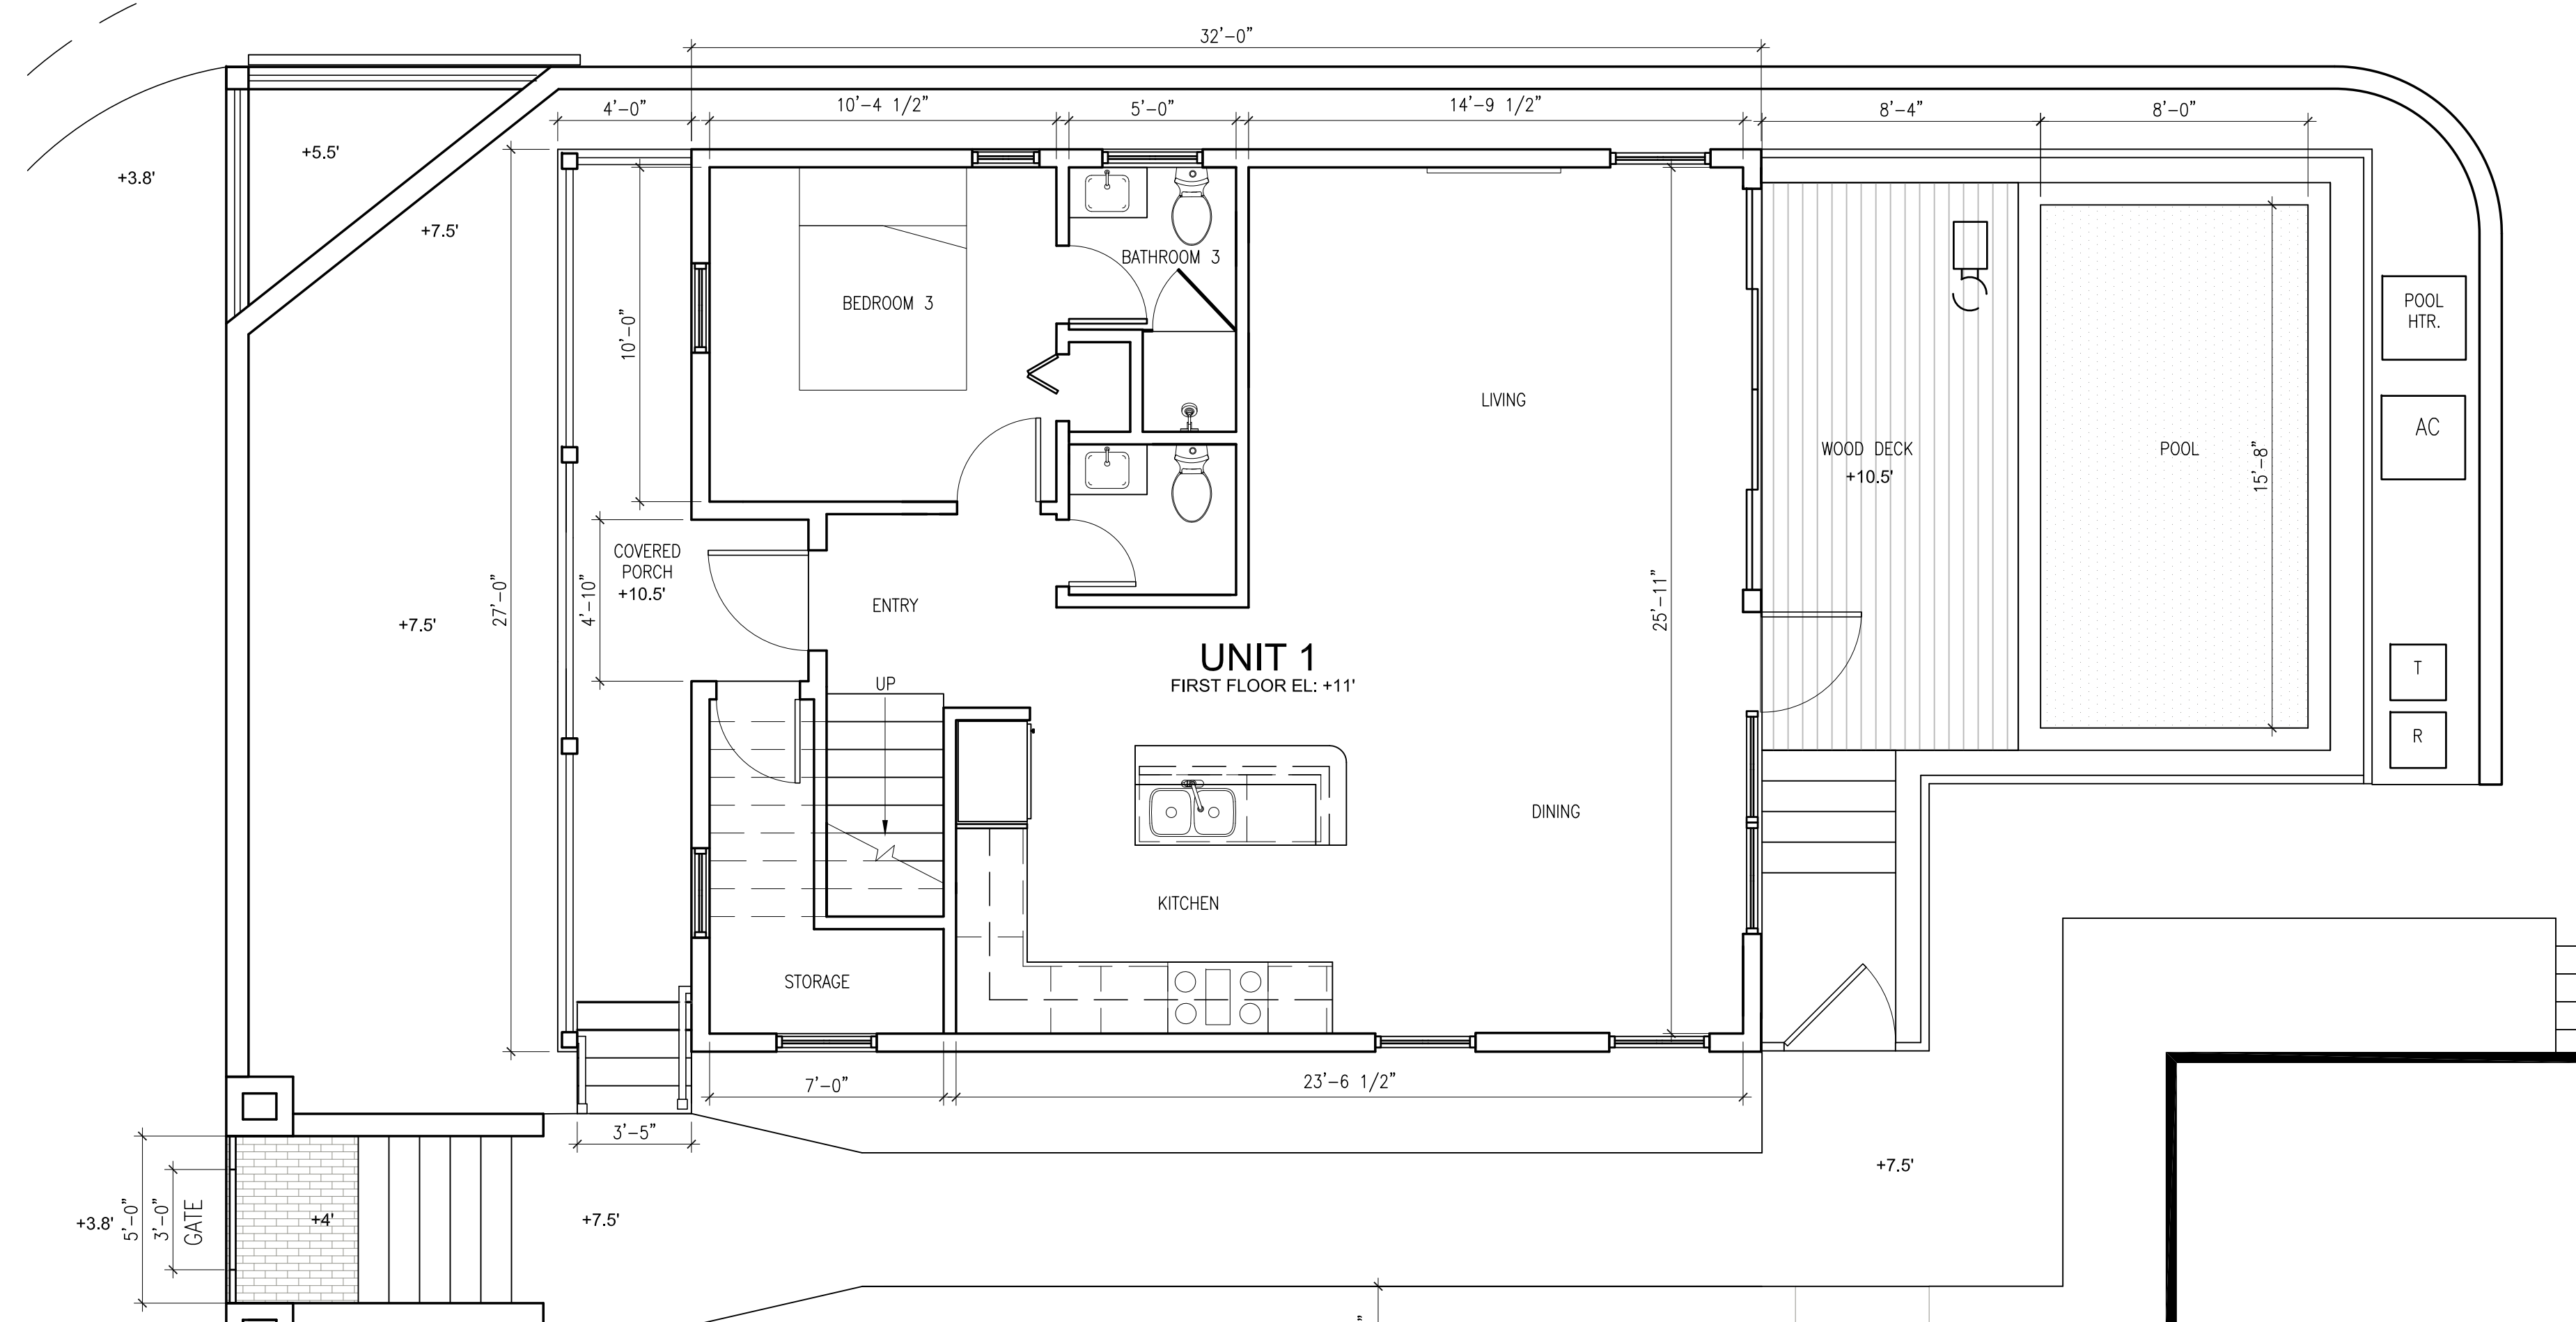 32'-0"
4'-0"
10'-4 1/2"
5'-0"
14'-9 1/2"
8'-4"
8'-0"
+5.5'
+3.8'
+7.5'
BATHROOM 3
BEDROOM 3
10'-0"
POOL
HTR.
LIVING
AC
WOOD DECK
+10.5'
POOL
15'-8"
COVERED
PORCH
+10.5'
4'-10"
27'-0"
+7.5'
ENTRY
25'-11"
UNIT 1
FIRST FLOOR EL: +11'
UP
T
R
DINING
KITCHEN
STORAGE
7'-0"
23'-6 1/2"
3'-5"
+7.5'
+3.8'
5'-0"
3'-0"
GATE
+4'
+7.5'